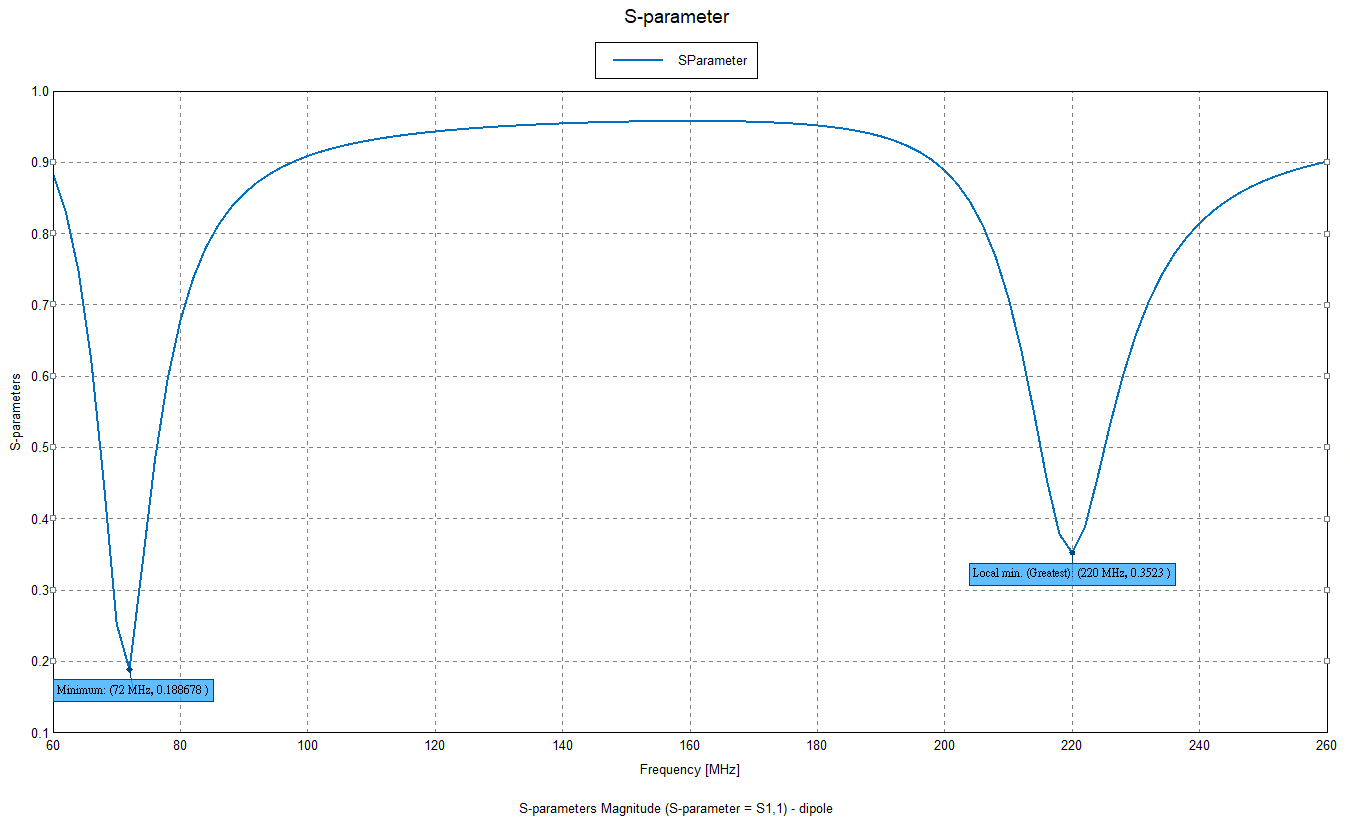 S-parameter
SParameter
1.0
0.9
0.8
0.7
0.6
0.5
0.4
0.3
0.2
0.1
S-parameters
Minimum: (72 MHz, 0.188678 )
Local min. (Greatest): (220 MHz, 0.3523 )
60 80 100 120 140 160 180 200 220 240 260
Frequency [MHz]
S-parameters Magnitude (S-parameter = S1,1) - dipole